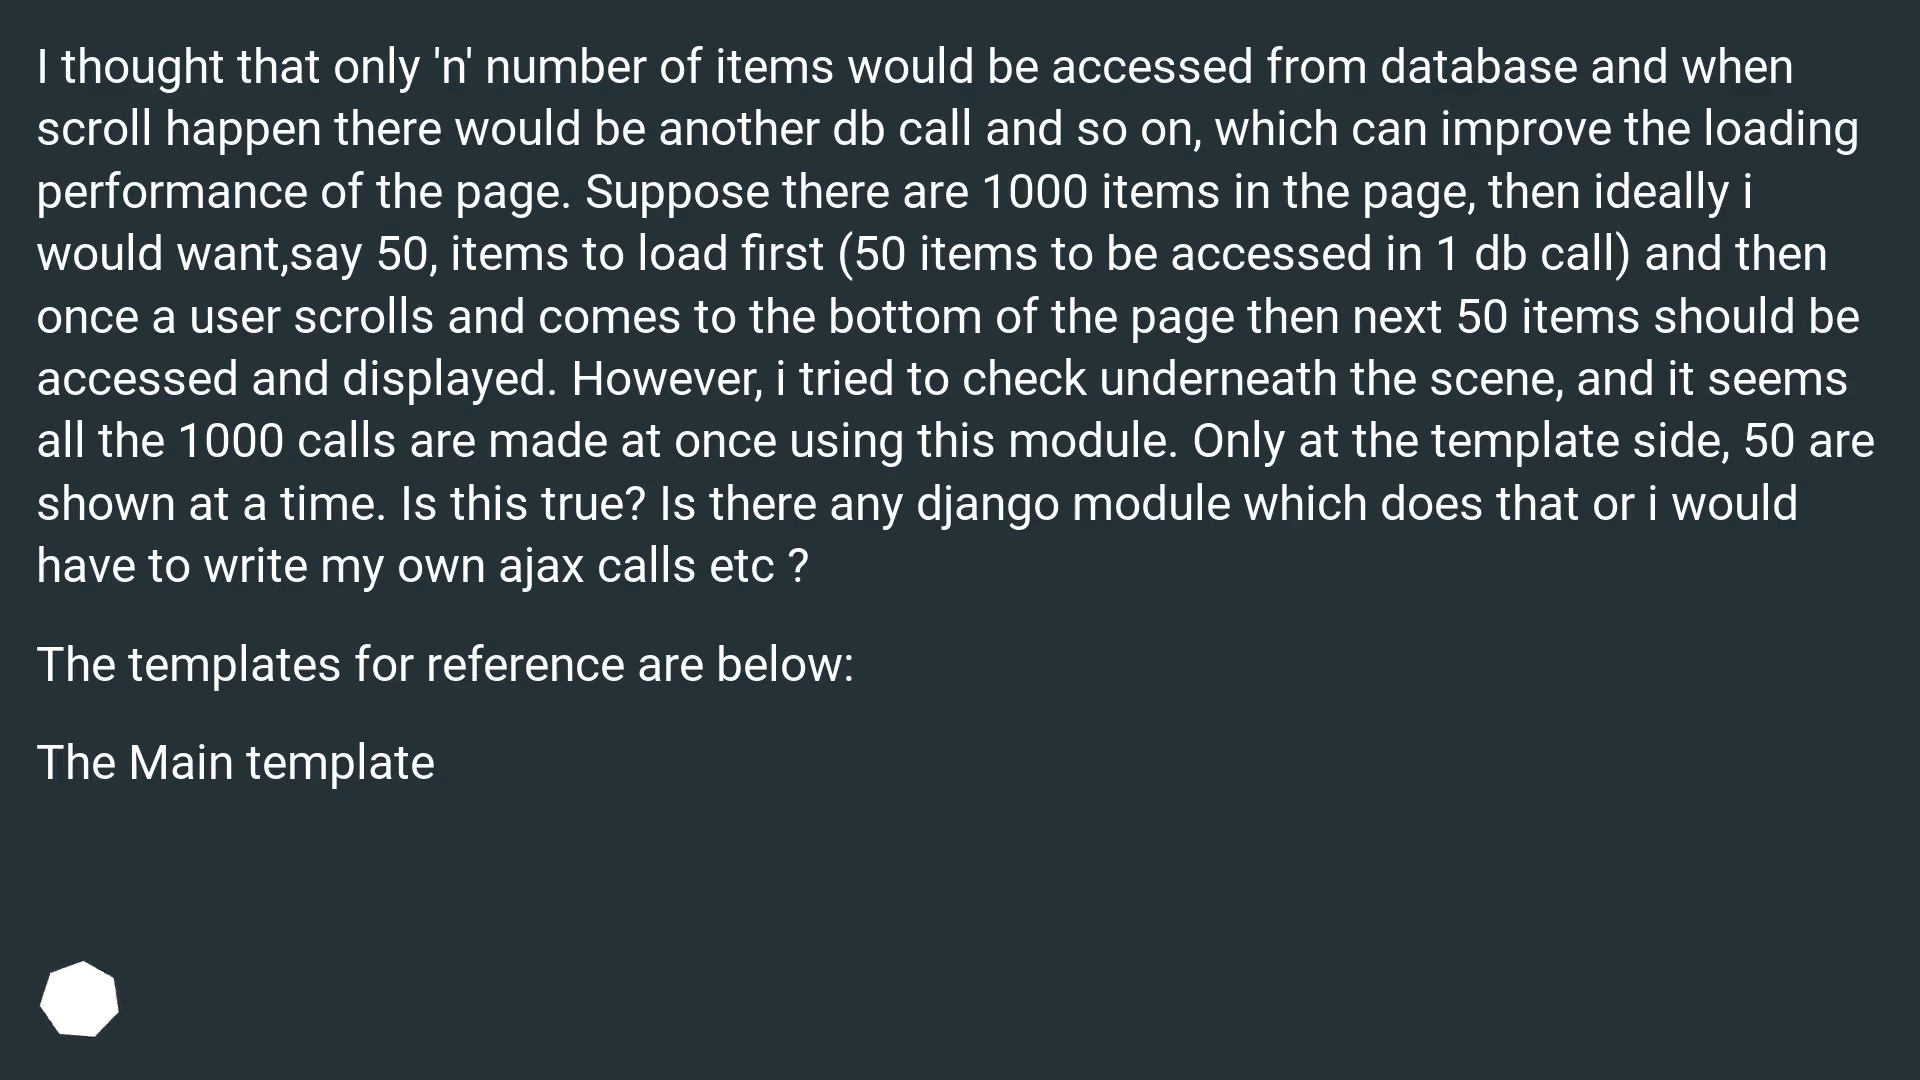 I thought that only 'n' number of items would be accessed from database and when
scroll happen there would be another db call and so on, which can improve the loading
performance of the page. Suppose there are 1000 items in the page, then ideally i
would want,say 50, items to load first (50 items to be accessed in 1 db call) and then
once a user scrolls and comes to the bottom of the page then next 50 items should be
accessed and displayed. However, i tried to check underneath the scene, and it seems
all the 1000 calls are made at once using this module. Only at the template side, 50 are
shown at a time. Is this true? Is there any django module which does that or i would
have to write my own ajax calls etc ?
The templates for reference are below:
The Main template